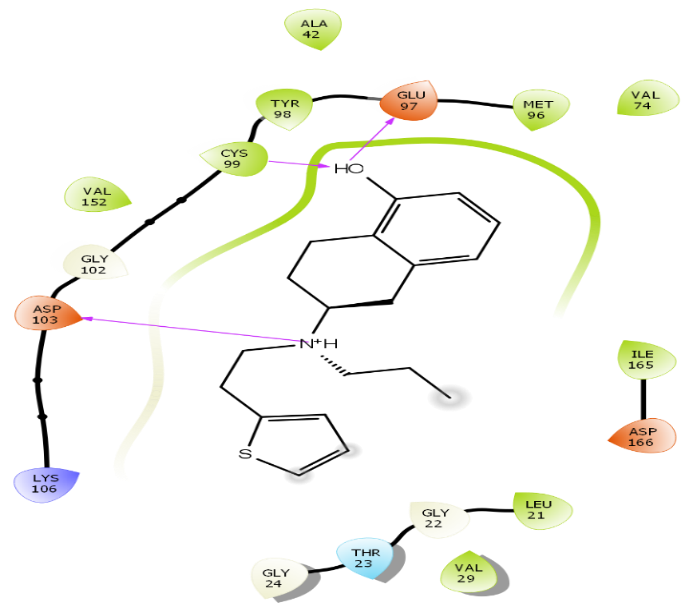 ALA
42
GLU
97
VAL
74
TYR
98
MET
96
CYS
99
HO
VAL
152
GLY
102
ASP
103
N⁺H
ILE
165
ASP
166
S
LYS
106
LEU
21
GLY
22
THR
23
VAL
29
GLY
24